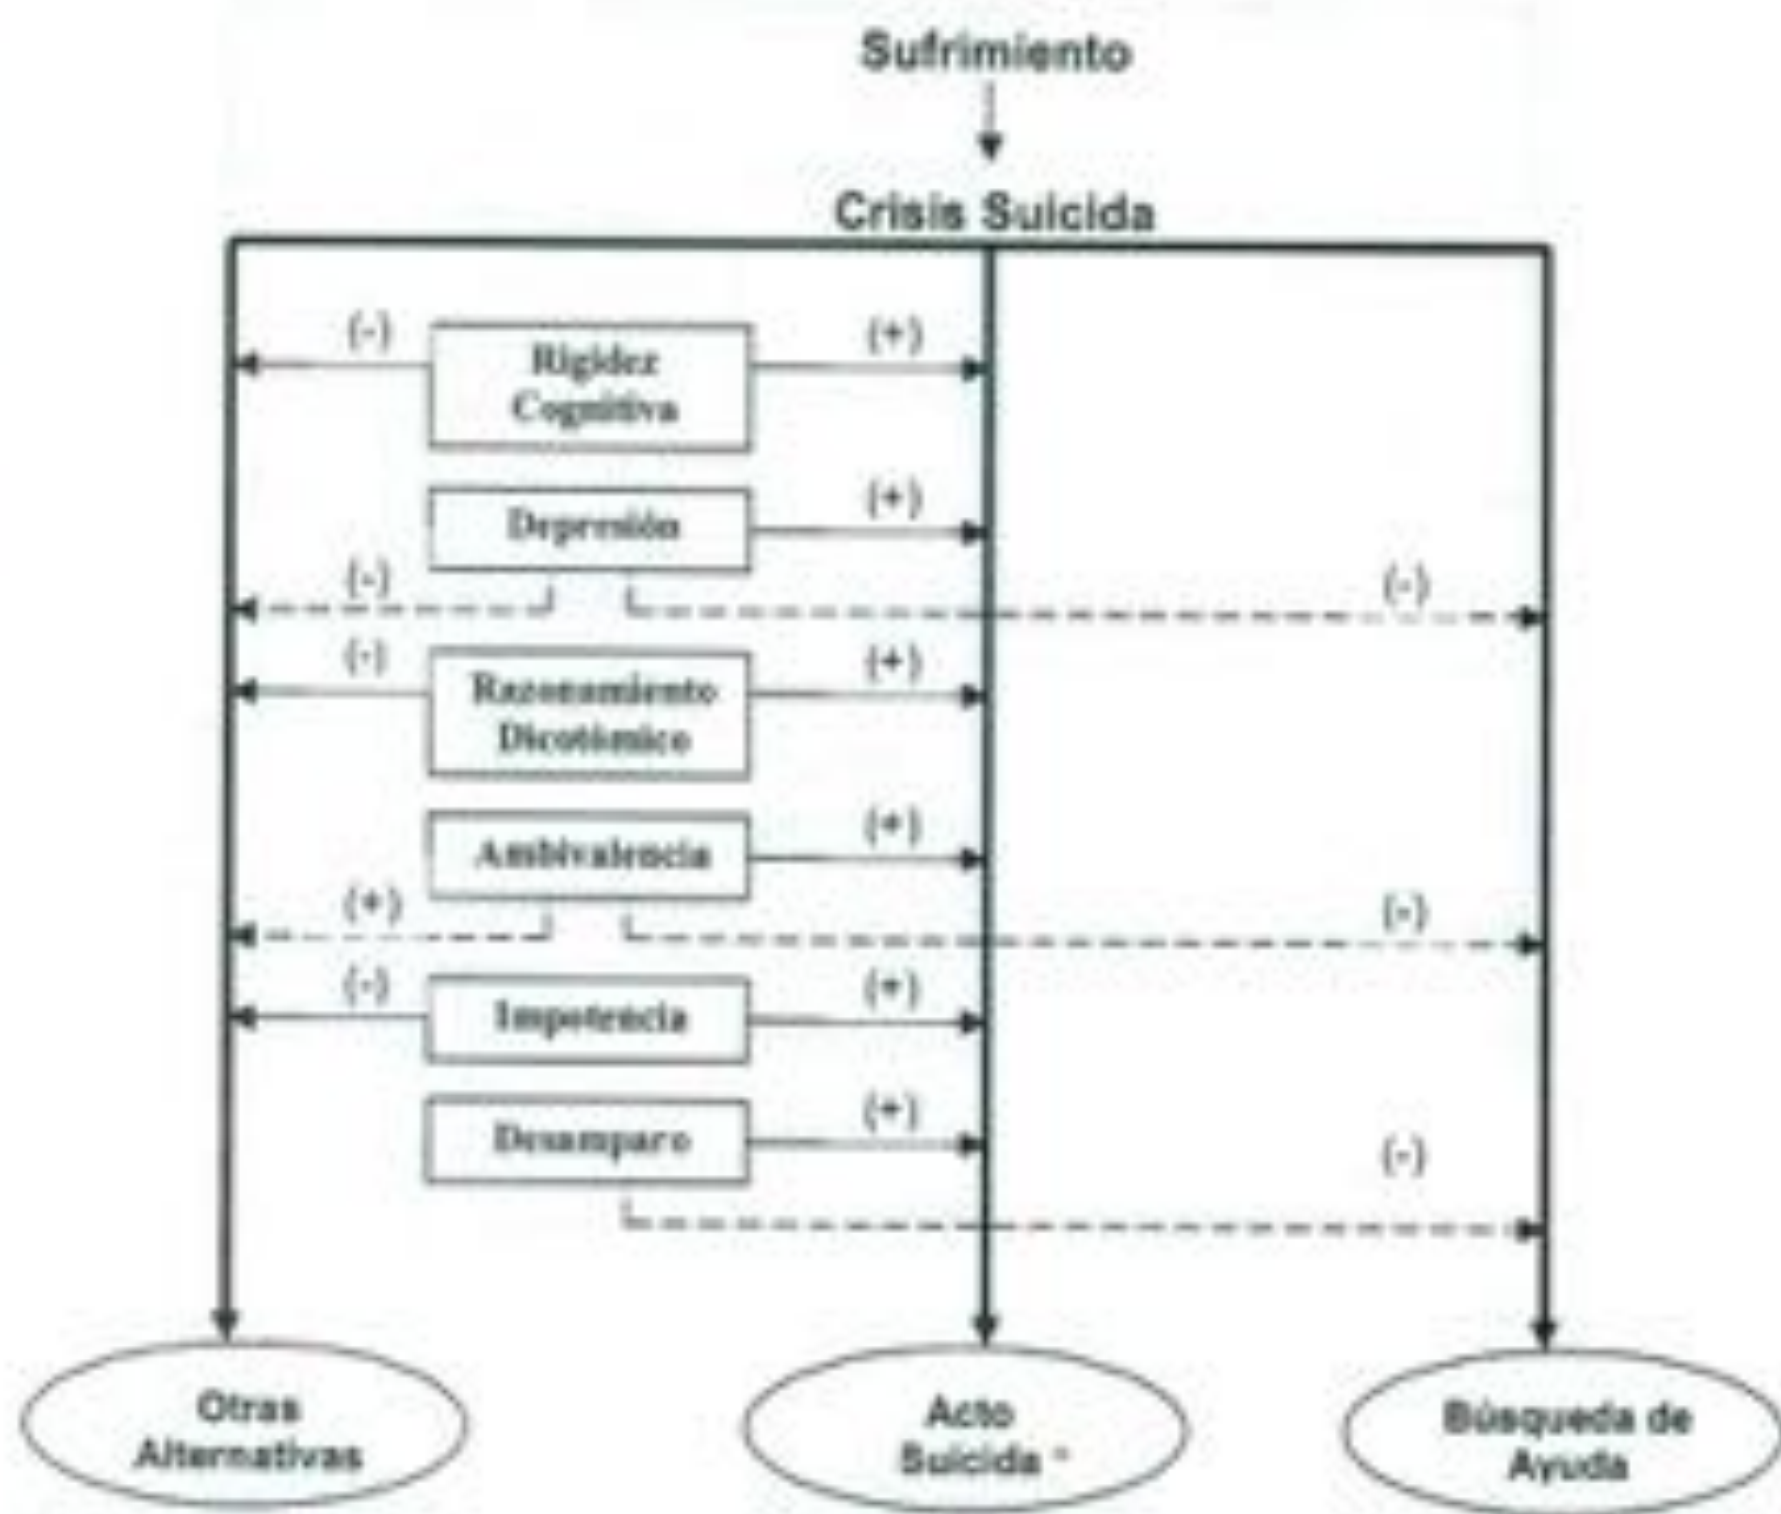 Sufrimiento
Crisis Suicida
(-)
(+)
Rigidez
Cognitiva
(+)
Depresión
(-)
(-)
(-)
(+)
Razonamiento
Dicotómico
(+)
Ambivalencia
(+)
(-)
(-)
(+)
Impotencia
(+)
Desamparo
(-)
Otras
Alternativas
Acto
Suicida
Búsqueda de
Ayuda